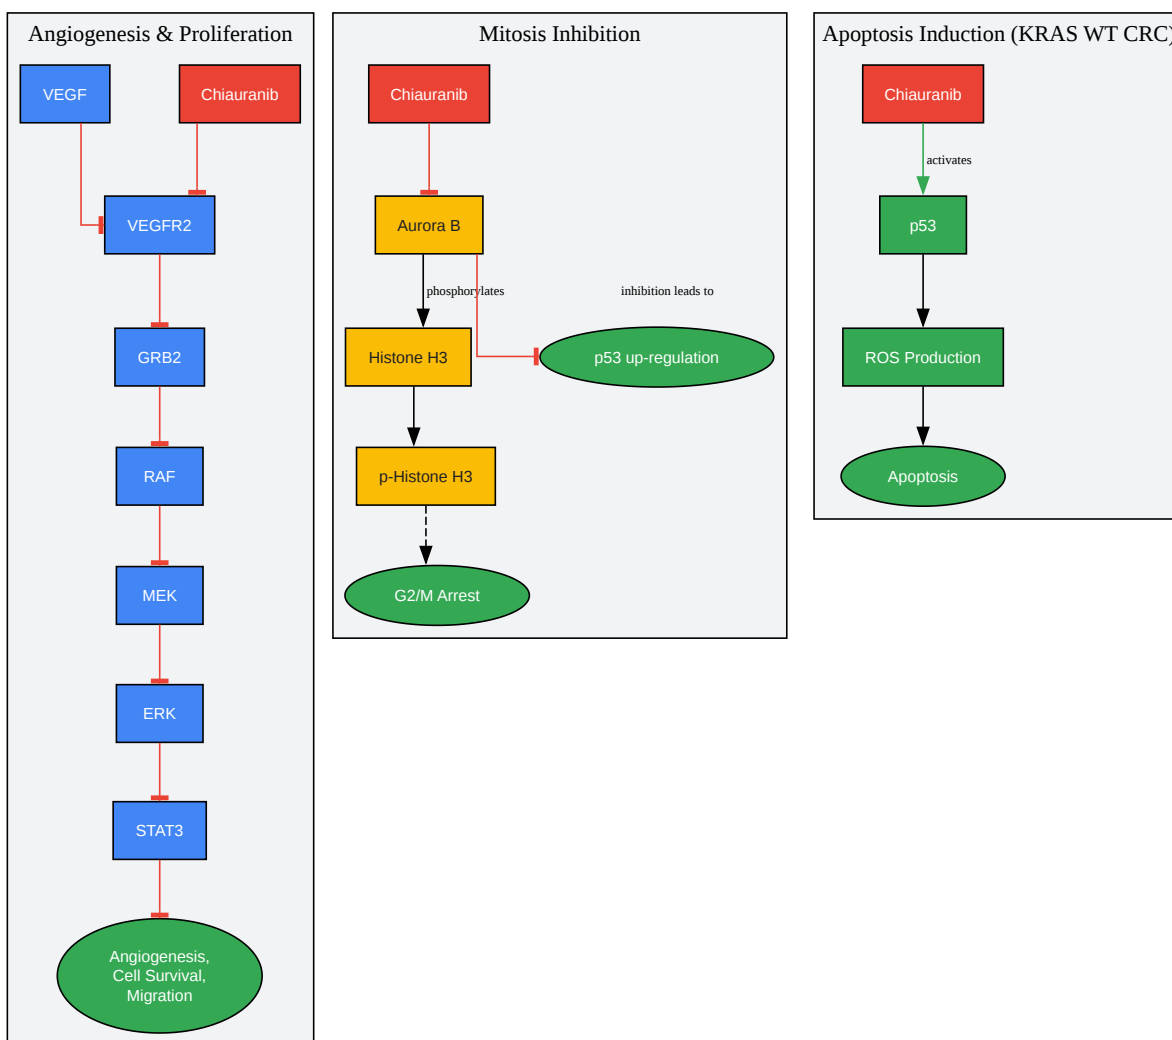 Angiogenesis & Proliferation
VEGF
Chiauranib
VEGFR2
GRB2
RAF
MEK
ERK
STAT3
Angiogenesis,
Cell Survival,
Migration
Mitosis Inhibition
Chiauranib
Aurora B
phosphorylates
inhibition leads to
Histone H3
p53 up-regulation
p-Histone H3
G2/M Arrest
Apoptosis Induction (KRAS WT CRC)
Chiauranib
activates
p53
ROS Production
Apoptosis